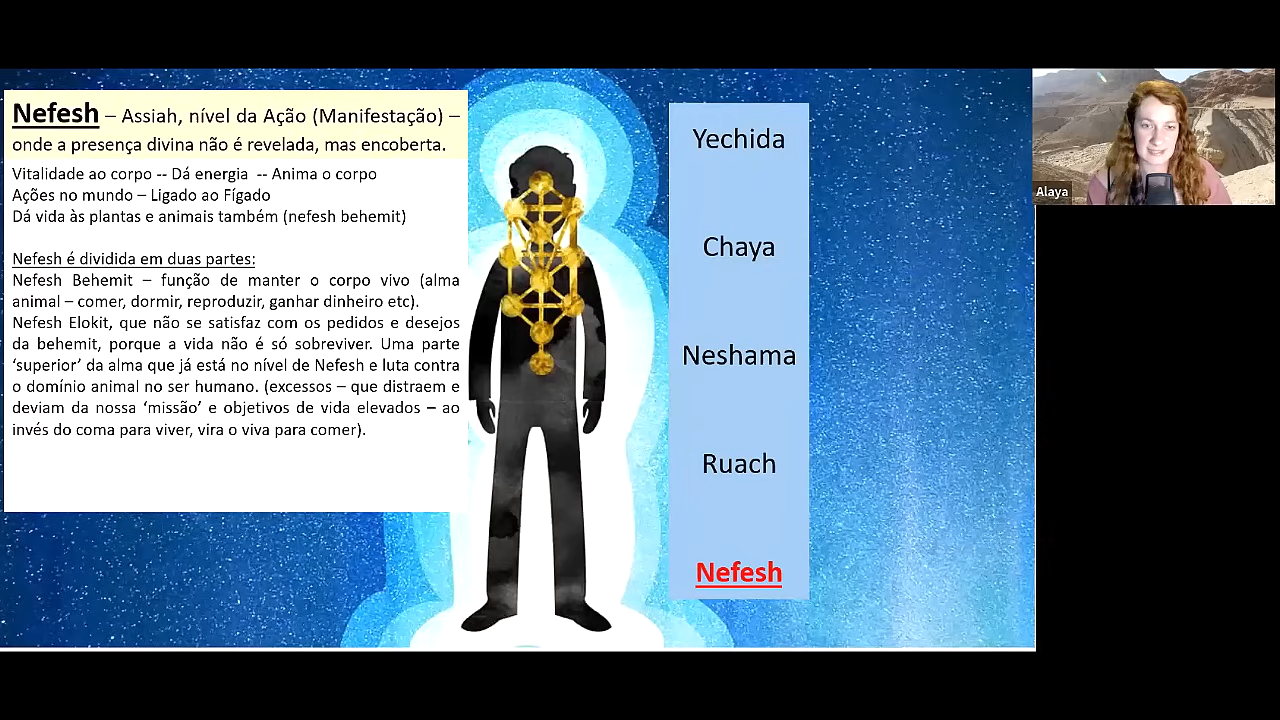 Nefesh – Assiah, nível da Ação (Manifestação) –
onde a presença divina não é revelada, mas encoberta.
Vitalidade ao corpo -- Dá energia -- Anima o corpo
Ações no mundo – Ligado ao Fígado
Dá vida às plantas e animais também (nefesh behemit)
Nefesh é dividida em duas partes:
Nefesh Behemit – função de manter o corpo vivo (alma
animal – comer, dormir, reproduzir, ganhar dinheiro etc).
Nefesh Elokit, que não se satisfaz com os pedidos e desejos
da behemit, porque a vida não é só sobreviver. Uma parte
‘superior’ da alma que já está no nível de Nefesh e luta contra
o domínio animal no ser humano. (excessos – que distraem e
deviam da nossa ‘missão’ e objetivos de vida elevados – ao
invés do coma para viver, vira o viva para comer).
Yechida
Chaya
Neshama
Ruach
Nefesh
Alaya